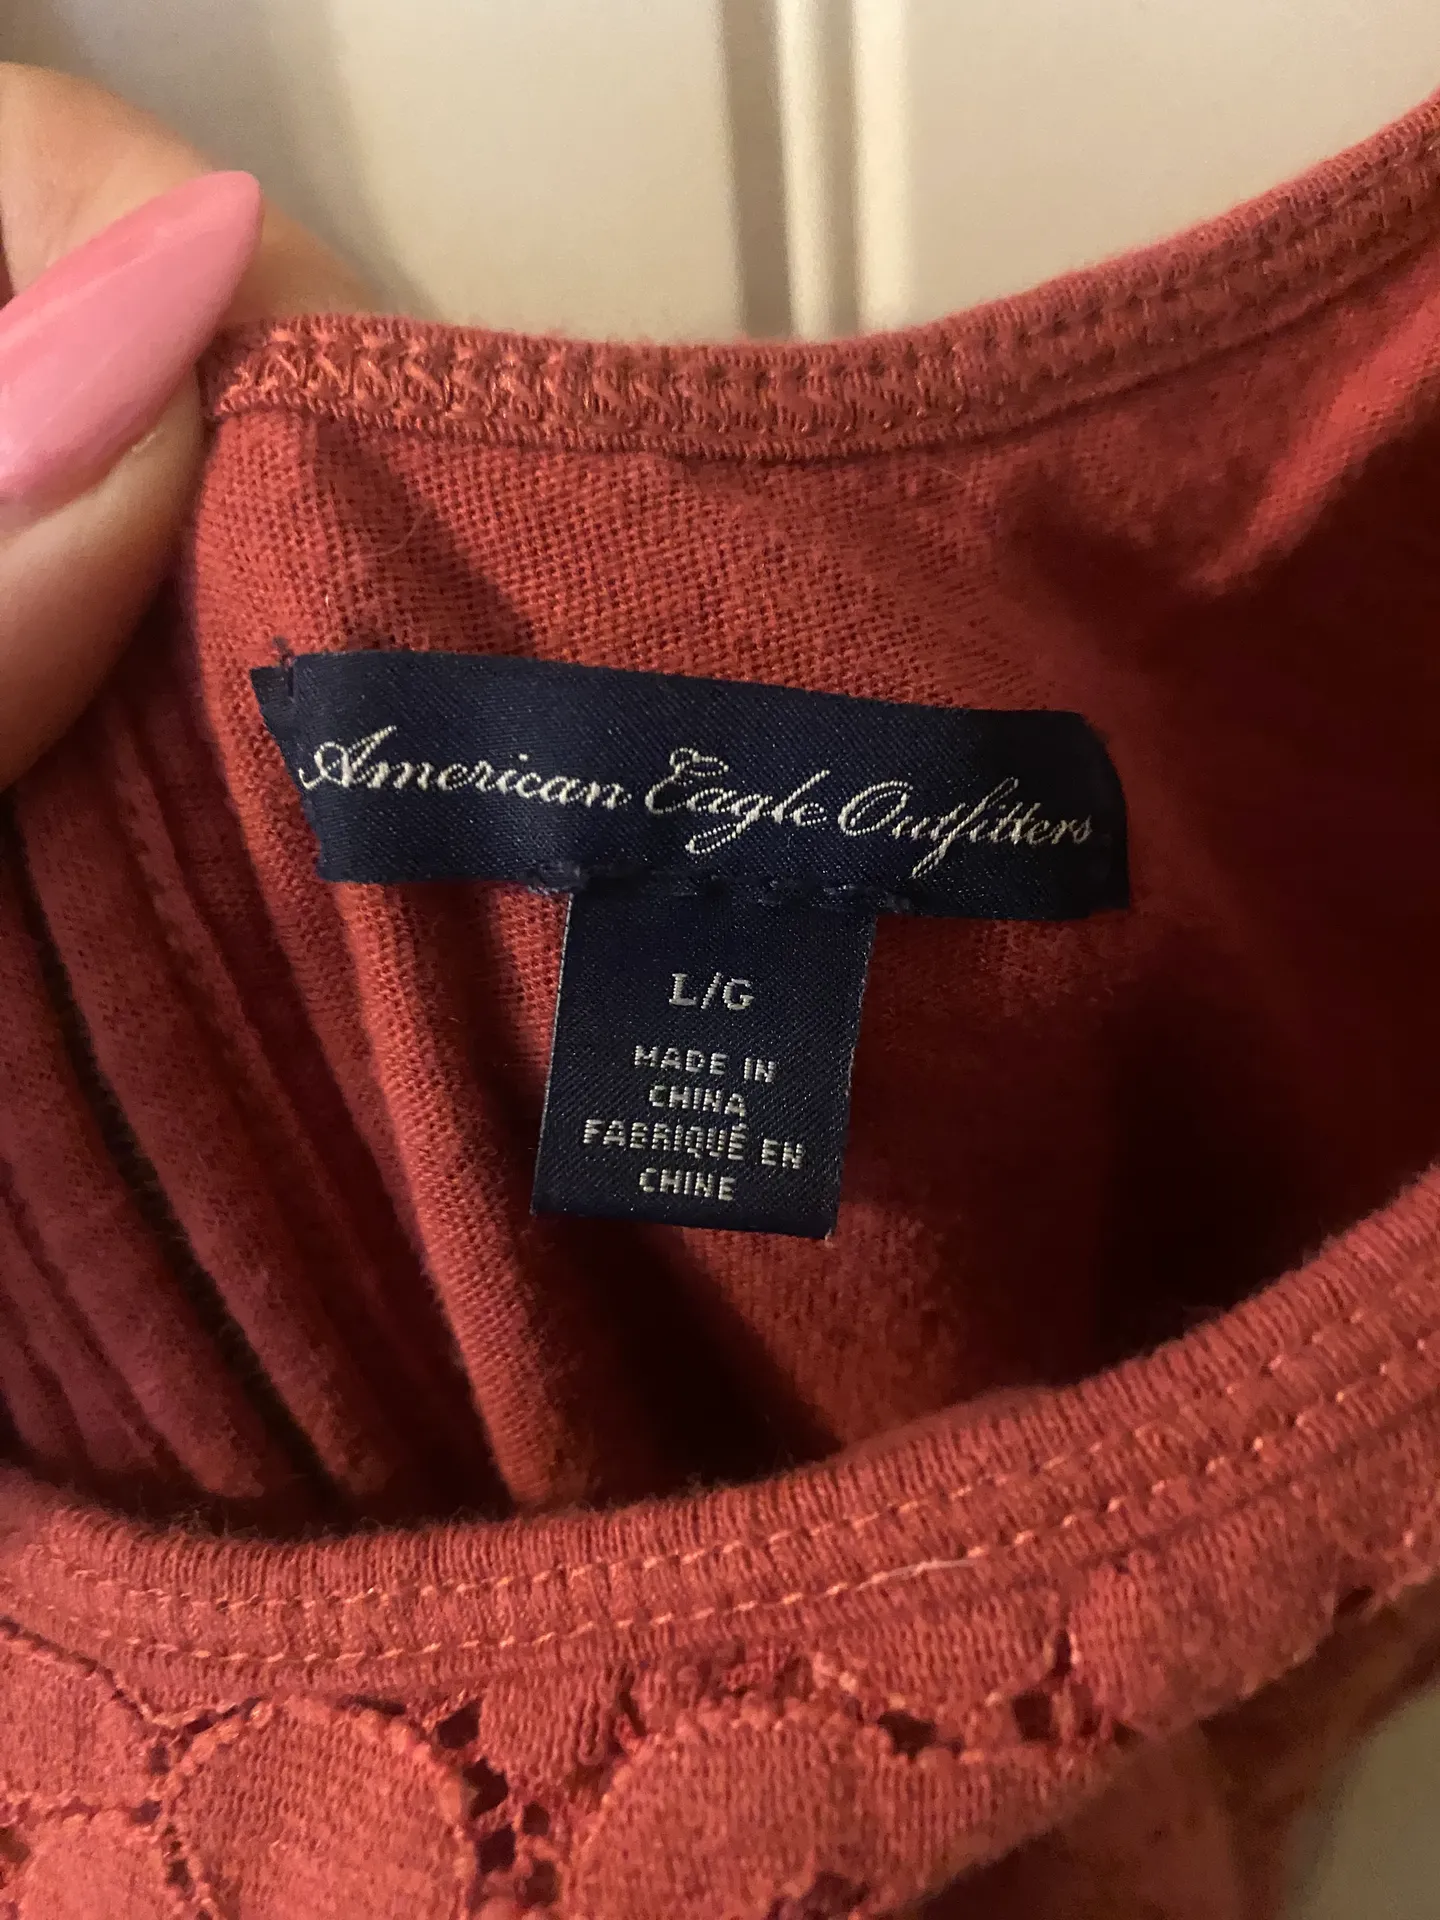 American Eagle Outfitters
L/G
MADE IN
CHINA
FABRIQUÉ EN
CHINE